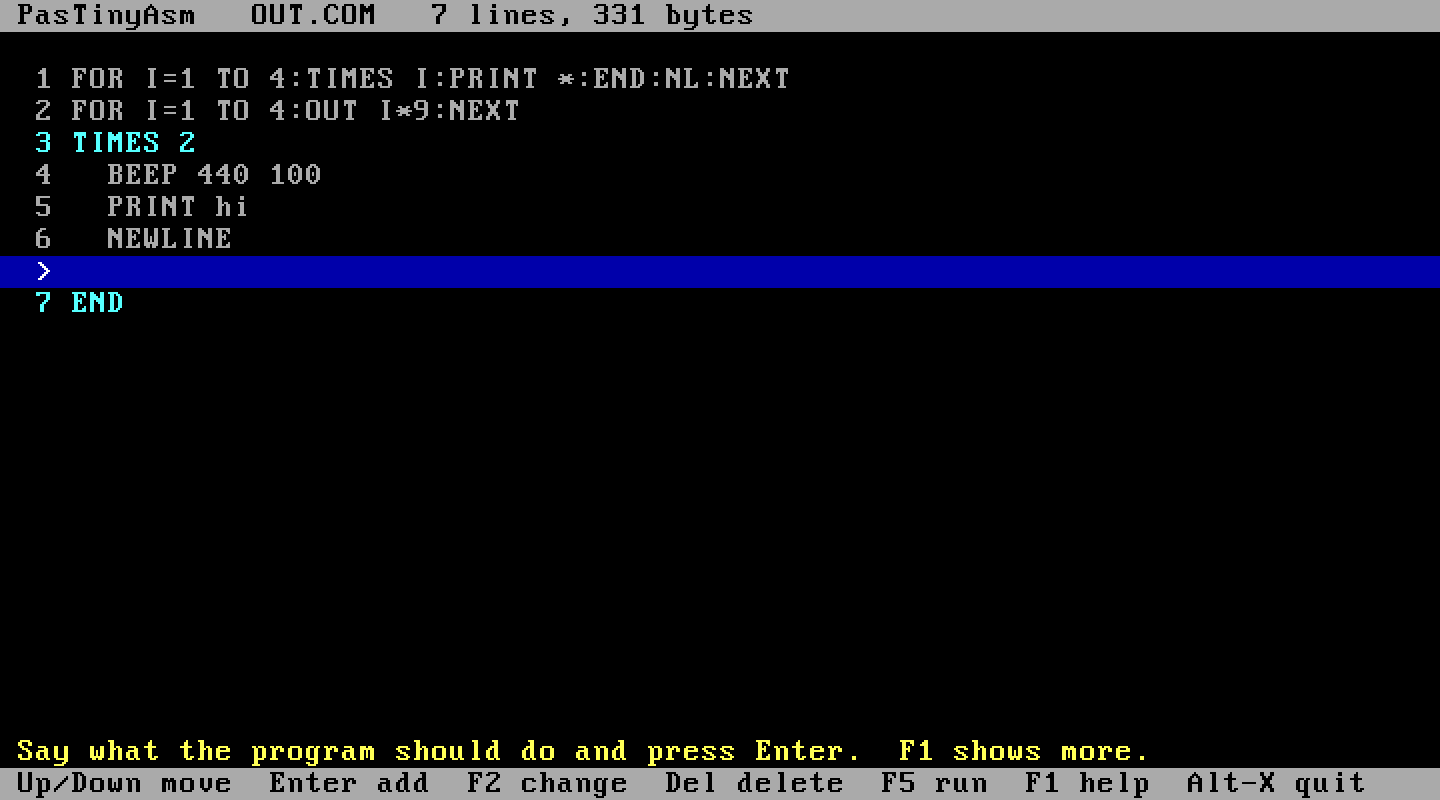 PasTinyAsm   OUT.COM   7 lines, 331 bytes
1 FOR I=1 TO 4:TIMES I:PRINT *:END:NL:NEXT
2 FOR I=1 TO 4:OUT I*9:NEXT
3 TIMES 2
4   BEEP 440 100
5   PRINT hi
6   NEWLINE
>
7 END
Say what the program should do and press Enter.  F1 shows more.
Up/Down move  Enter add  F2 change  Del delete  F5 run  F1 help  Alt-X quit